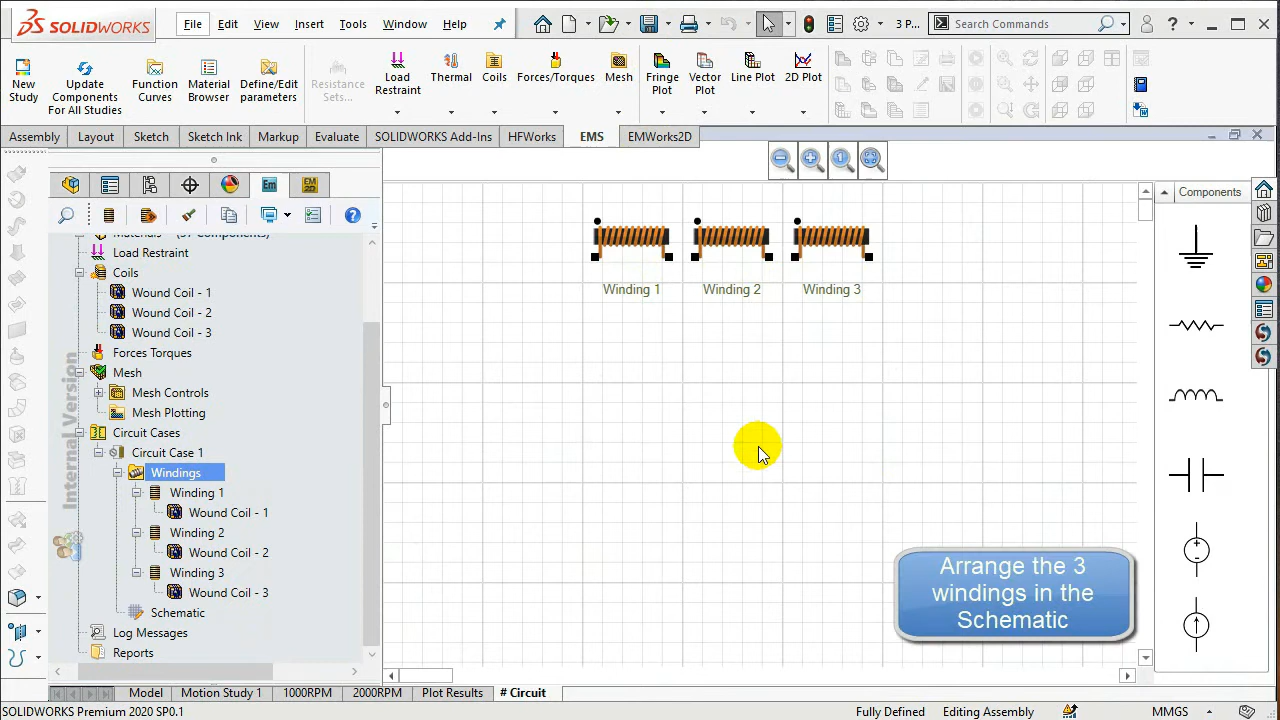 SOLIDWORKS
File Edit View Insert Tools Window Help
3 P...
Search Commands
New
Study
Update
Components
For All Studies
Function
Curves
Material
Browser
Define/Edit
parameters
Resistance
Sets...
Load
Restraint
Thermal
Coils
Forces/Torques
Mesh
Fringe
Plot
Vector
Plot
Line Plot
2D Plot
Assembly Layout Sketch Sketch Ink Markup Evaluate SOLIDWORKS Add-Ins HFWorks EMS EMWorks2D
Materials (37 Components)
Load Restraint
Coils
Wound Coil - 1
Wound Coil - 2
Wound Coil - 3
Forces Torques
Mesh
Mesh Controls
Mesh Plotting
Circuit Cases
Circuit Case 1
Windings
Winding 1
Wound Coil - 1
Winding 2
Wound Coil - 2
Winding 3
Wound Coil - 3
Schematic
Log Messages
Reports
Internal Version
Winding 1 Winding 2 Winding 3
Components
Arrange the 3
windings in the
Schematic
Model Motion Study 1 1000RPM 2000RPM Plot Results # Circuit
SOLIDWORKS Premium 2020 SP0.1
Fully Defined Editing Assembly MMGS